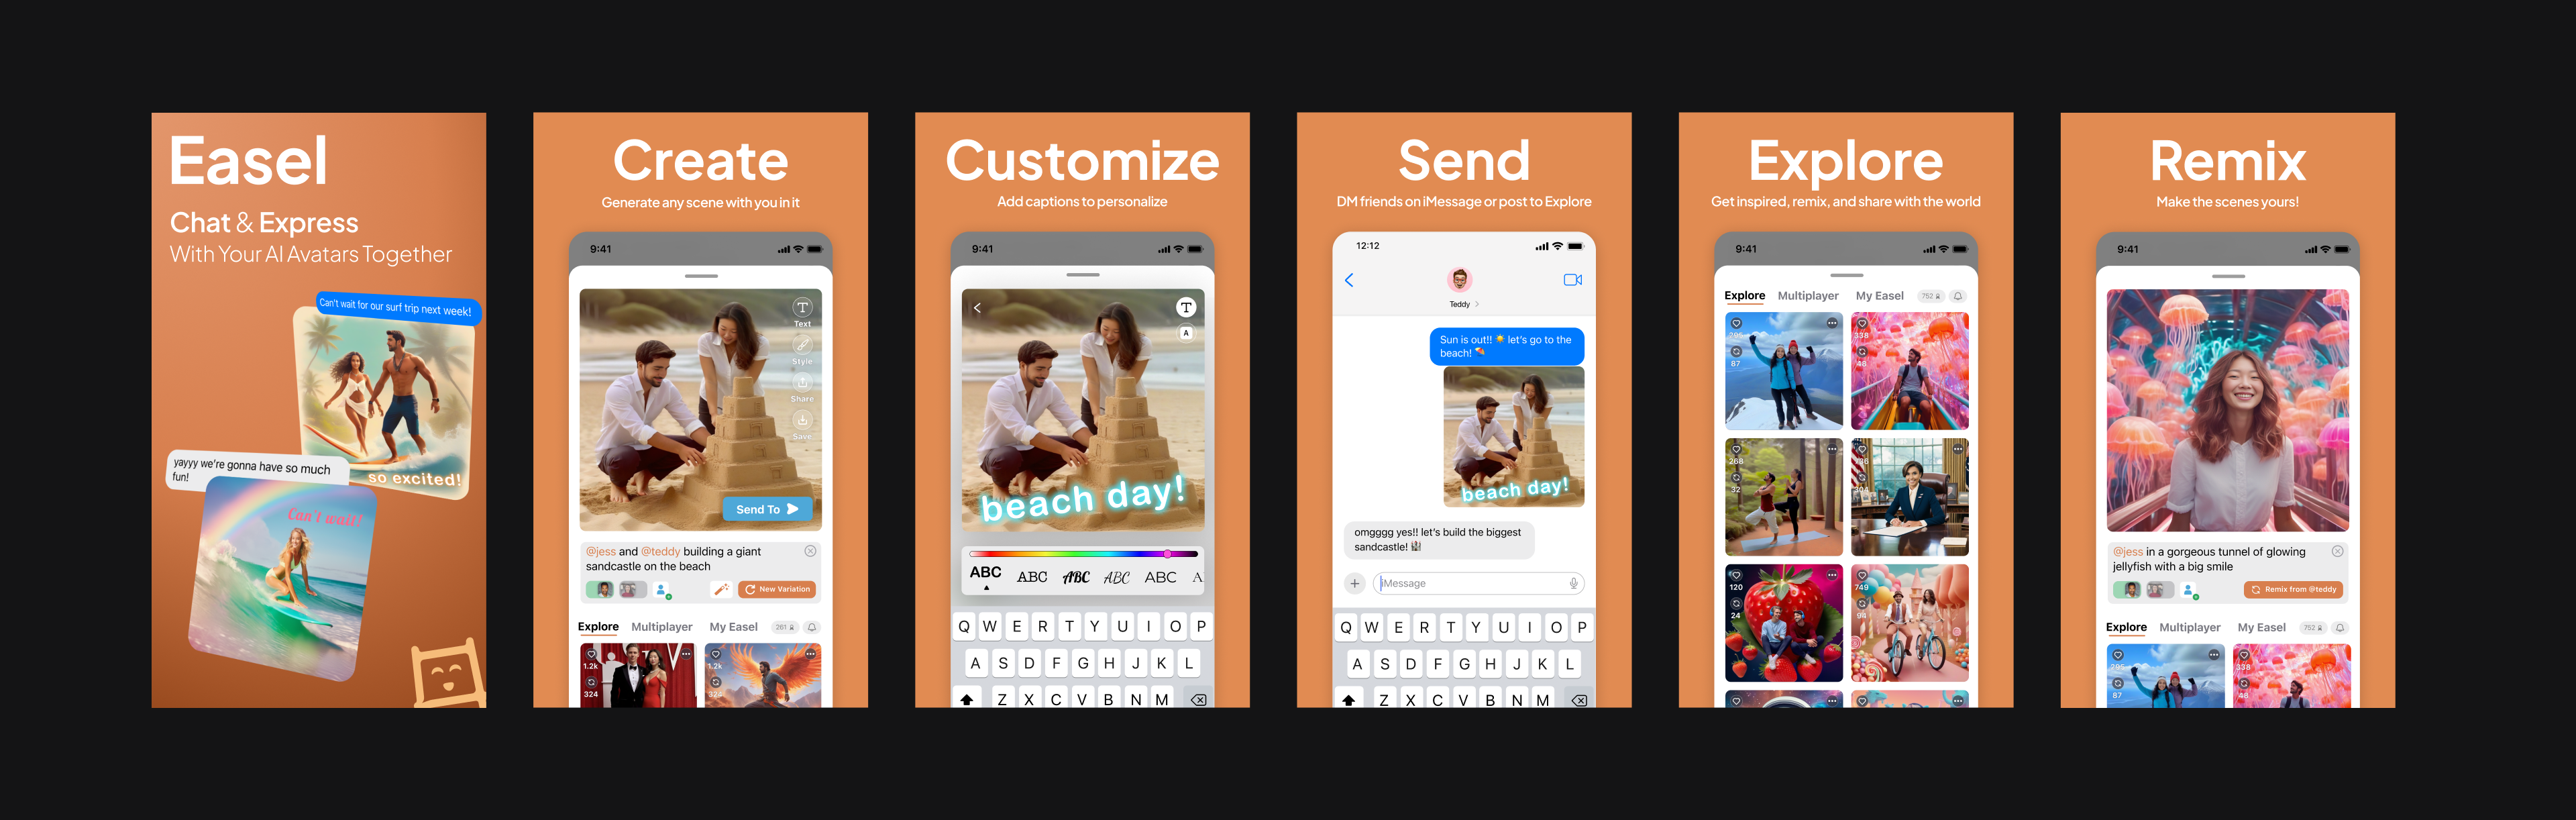 Easel
Chat & Express
With Your AI Avatars Together
Can't wait for our surf trip next week!
so excited!
yayyy we're gonna have so much
fun!
Can't wait!
Create
Generate any scene with you in it
9:41
Text
Style
Share
Save
Send To
@jess and @teddy building a giant
sandcastle on the beach
New Variation
Explore Multiplayer My Easel 261
1.2k
324
1.2k
324
Customize
Add captions to personalize
9:41
T
A
beach day!
ABC ABC ABC ABC ABC A
Q W E R T Y U I O P
A S D F G H J K L
Z X C V B N M
Send
DM friends on iMessage or post to Explore
12:12
Teddy
Sun is out!! let's go to the
beach!
beach day!
omgggg yes!! let's build the biggest
sandcastle!
iMessage
Q W E R T Y U I O P
A S D F G H J K L
Z X C V B N M
Explore
Get inspired, remix, and share with the world
9:41
Explore Multiplayer My Easel 752
295
87
338
48
268
32
120
24
749
94
Remix
Make the scenes yours!
9:41
@jess in a gorgeous tunnel of glowing
jellyfish with a big smile
Remix from @teddy
Explore Multiplayer My Easel 752
295
87
338
48